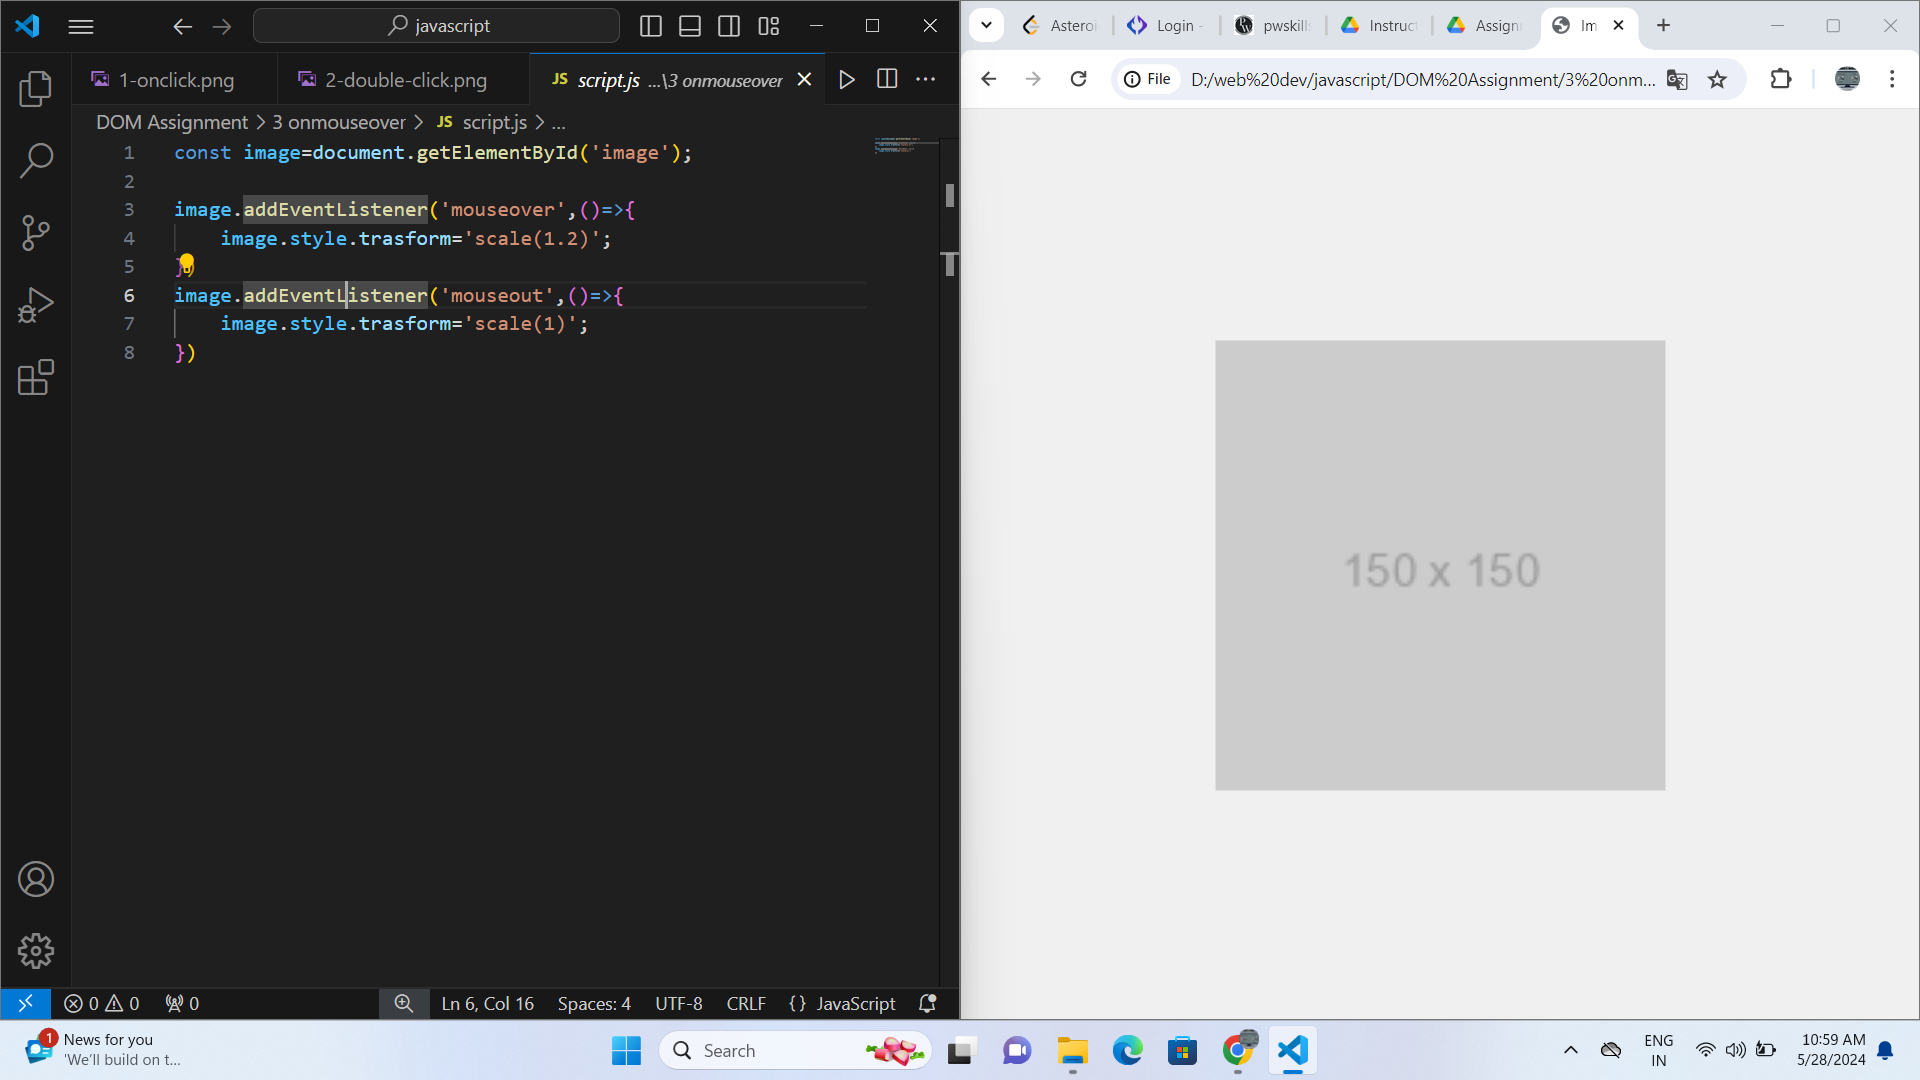 javascript
1-onclick.png
2-double-click.png
JS script.js ...\3 onmouseover
DOM Assignment > 3 onmouseover > JS script.js > ...
1 const image=document.getElementById('image');
2
3 image.addEventListener('mouseover',()=>{
4 image.style.trasform='scale(1.2)';
5 })
6 image.addEventListener('mouseout',()=>{
7 image.style.trasform='scale(1)';
8 })
0 0 0
Ln 6, Col 16 Spaces: 4 UTF-8 CRLF {} JavaScript
Asteroi Login - pwskills Instruct Assignm Im
File D:/web%20dev/javascript/DOM%20Assignment/3%20onm...
150 x 150
1
News for you
'We'll build on t...
Search
ENG
IN
10:59 AM
5/28/2024